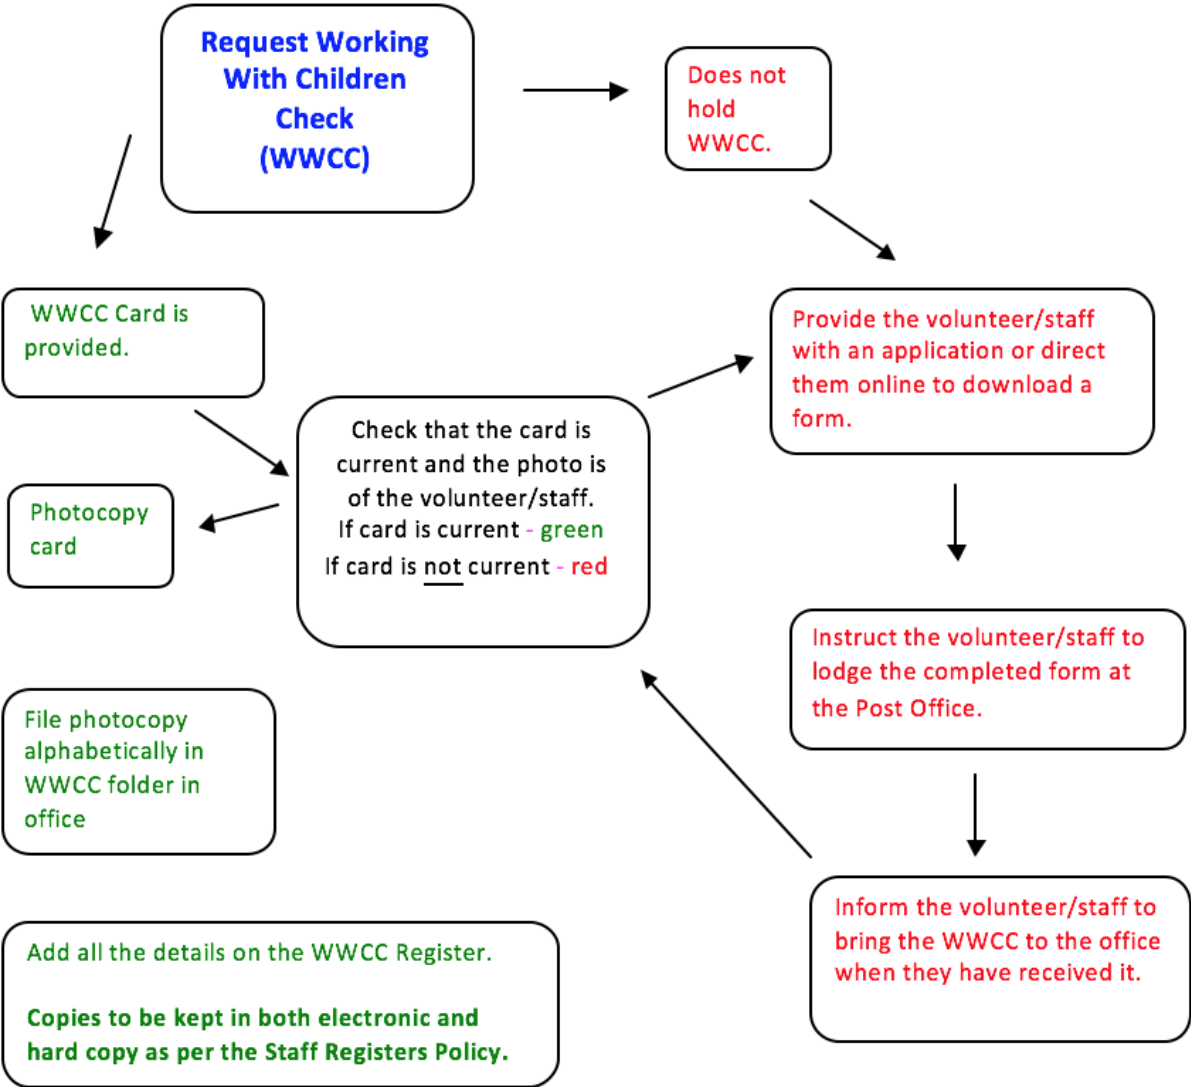 Request Working
With Children
Check
(WWCC)
Does not
hold
WWCC.
WWCC Card is
provided.
Provide the volunteer/staff
with an application or direct
them online to download a
form.
Check that the card is
current and the photo is
of the volunteer/staff.
If card is current - green
If card is not current - red
Photocopy
card
Instruct the volunteer/staff to
lodge the completed form at
the Post Office.
File photocopy
alphabetically in
WWCC folder in
office
Inform the volunteer/staff to
bring the WWCC to the office
when they have received it.
Add all the details on the WWCC Register.
Copies to be kept in both electronic and
hard copy as per the Staff Registers Policy.